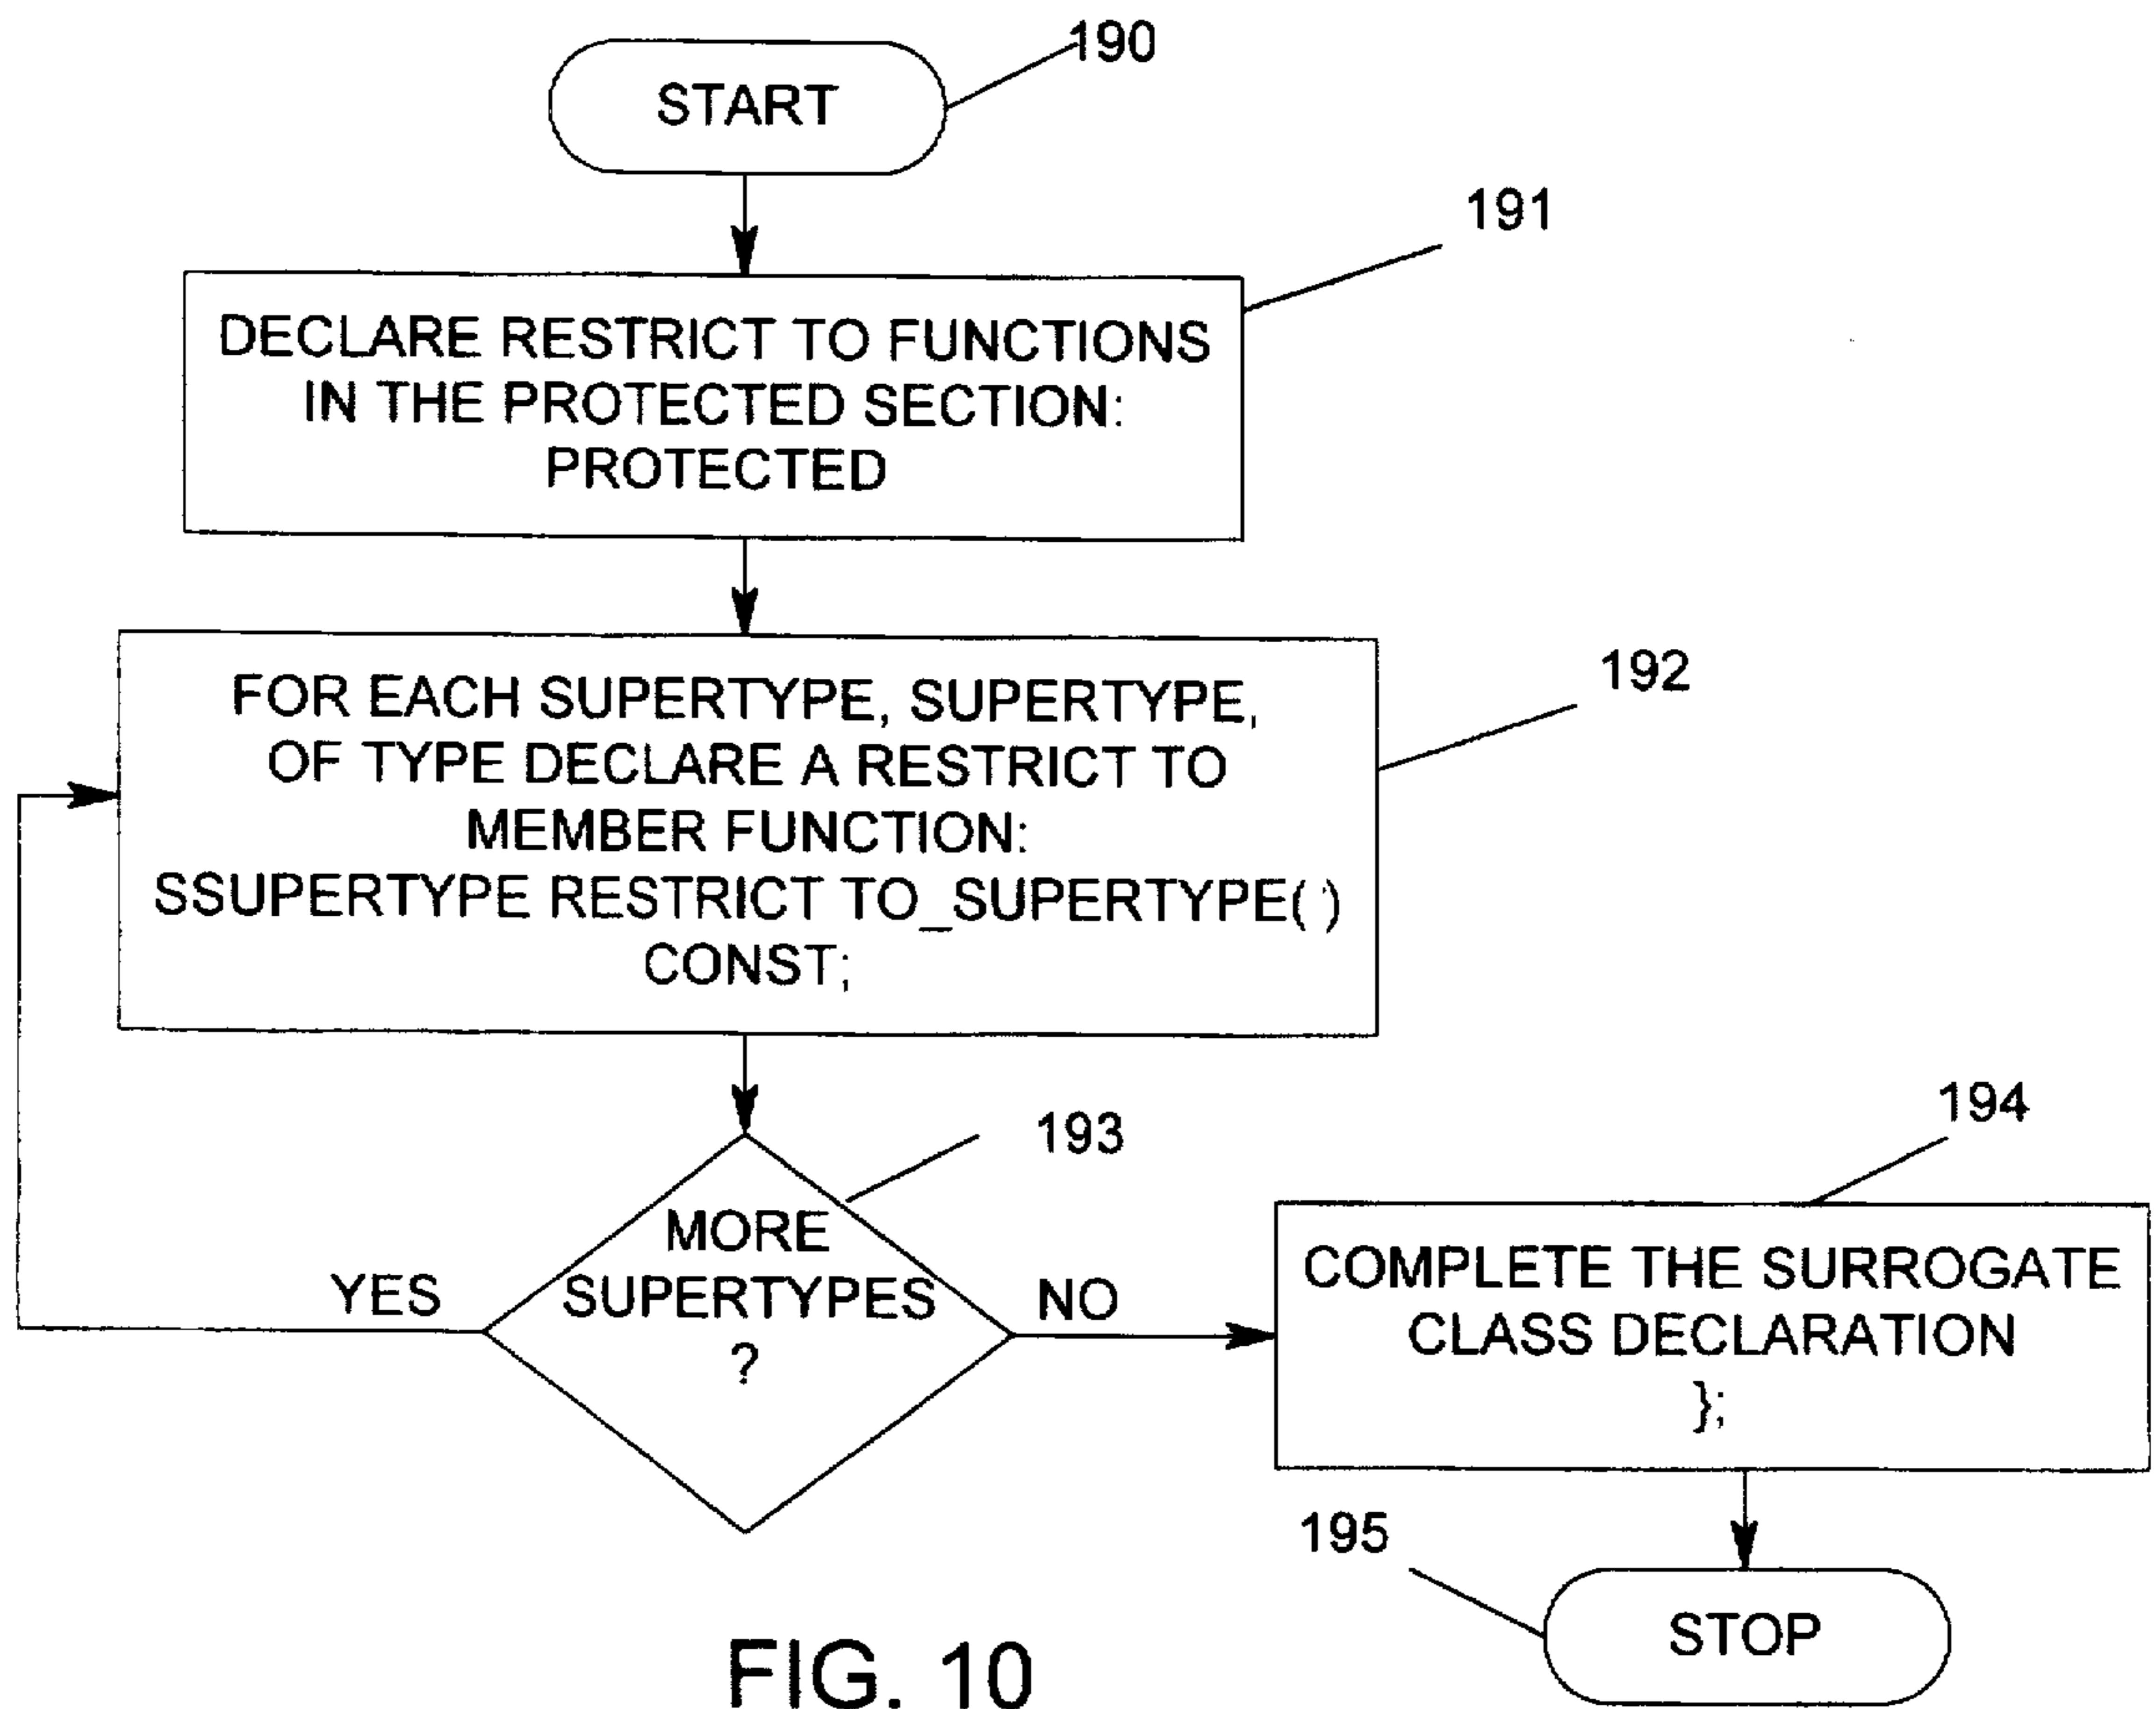 190
START
191
DECLARE RESTRICT TO FUNCTIONS
IN THE PROTECTED SECTION:
PROTECTED
192
FOR EACH SUPERTYPE, SUPERTYPE,
OF TYPE DECLARE A RESTRICT TO
MEMBER FUNCTION:
SSUPERTYPE RESTRICT TO_SUPERTYPE( )
CONST;
193
MORE
SUPERTYPES
?
YES
NO
194
COMPLETE THE SURROGATE
CLASS DECLARATION
};
195
STOP
FIG. 10